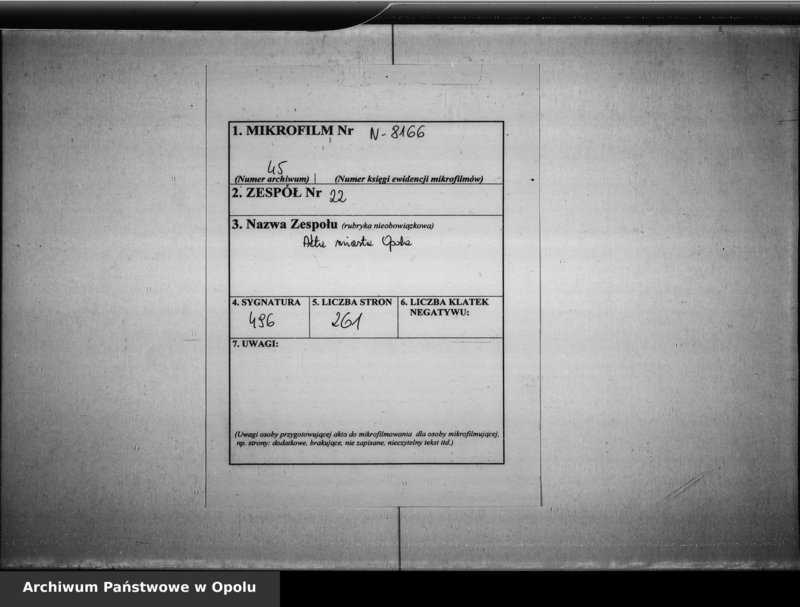 1. MIKROFILM Nr N-8166
45
(Numer archiwum) (Numer księgi ewidencji mikrofilmów)
2. ZESPÓŁ Nr 22
3. Nazwa Zespołu (rubryka nieobowiązkowa)
Akta miasta Opola
4. SYGNATURA
496
5. LICZBA STRON
261
6. LICZBA KLATEK
NEGATYWU:
7. UWAGI:
(Uwagi osoby przygotowującej akta do mikrofilmowania dla osoby mikrofilmującej,
np. strony: dodatkowe, brakujące, nie zapisane, nieczytelny tekst itd.)
Archiwum Państwowe w Opolu